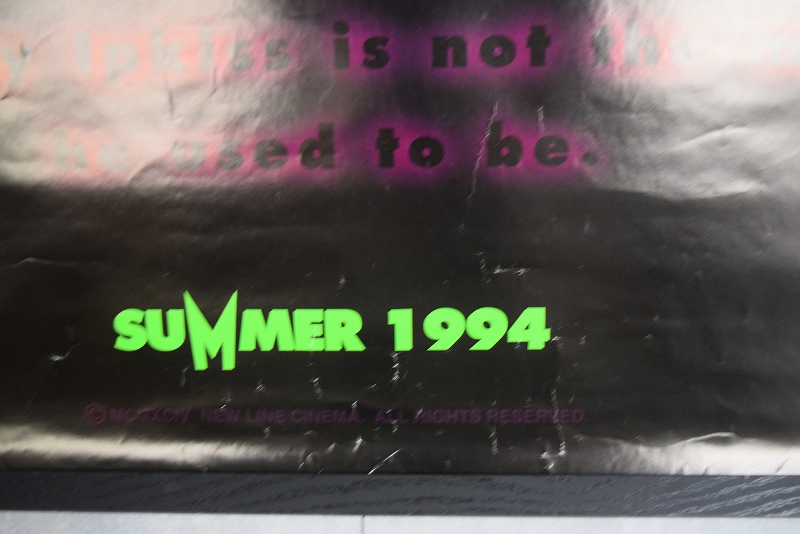 y Ipkiss is not the m
he used to be.
SUMMER 1994
© MCMXCIV NEW LINE CINEMA. ALL RIGHTS RESERVED.